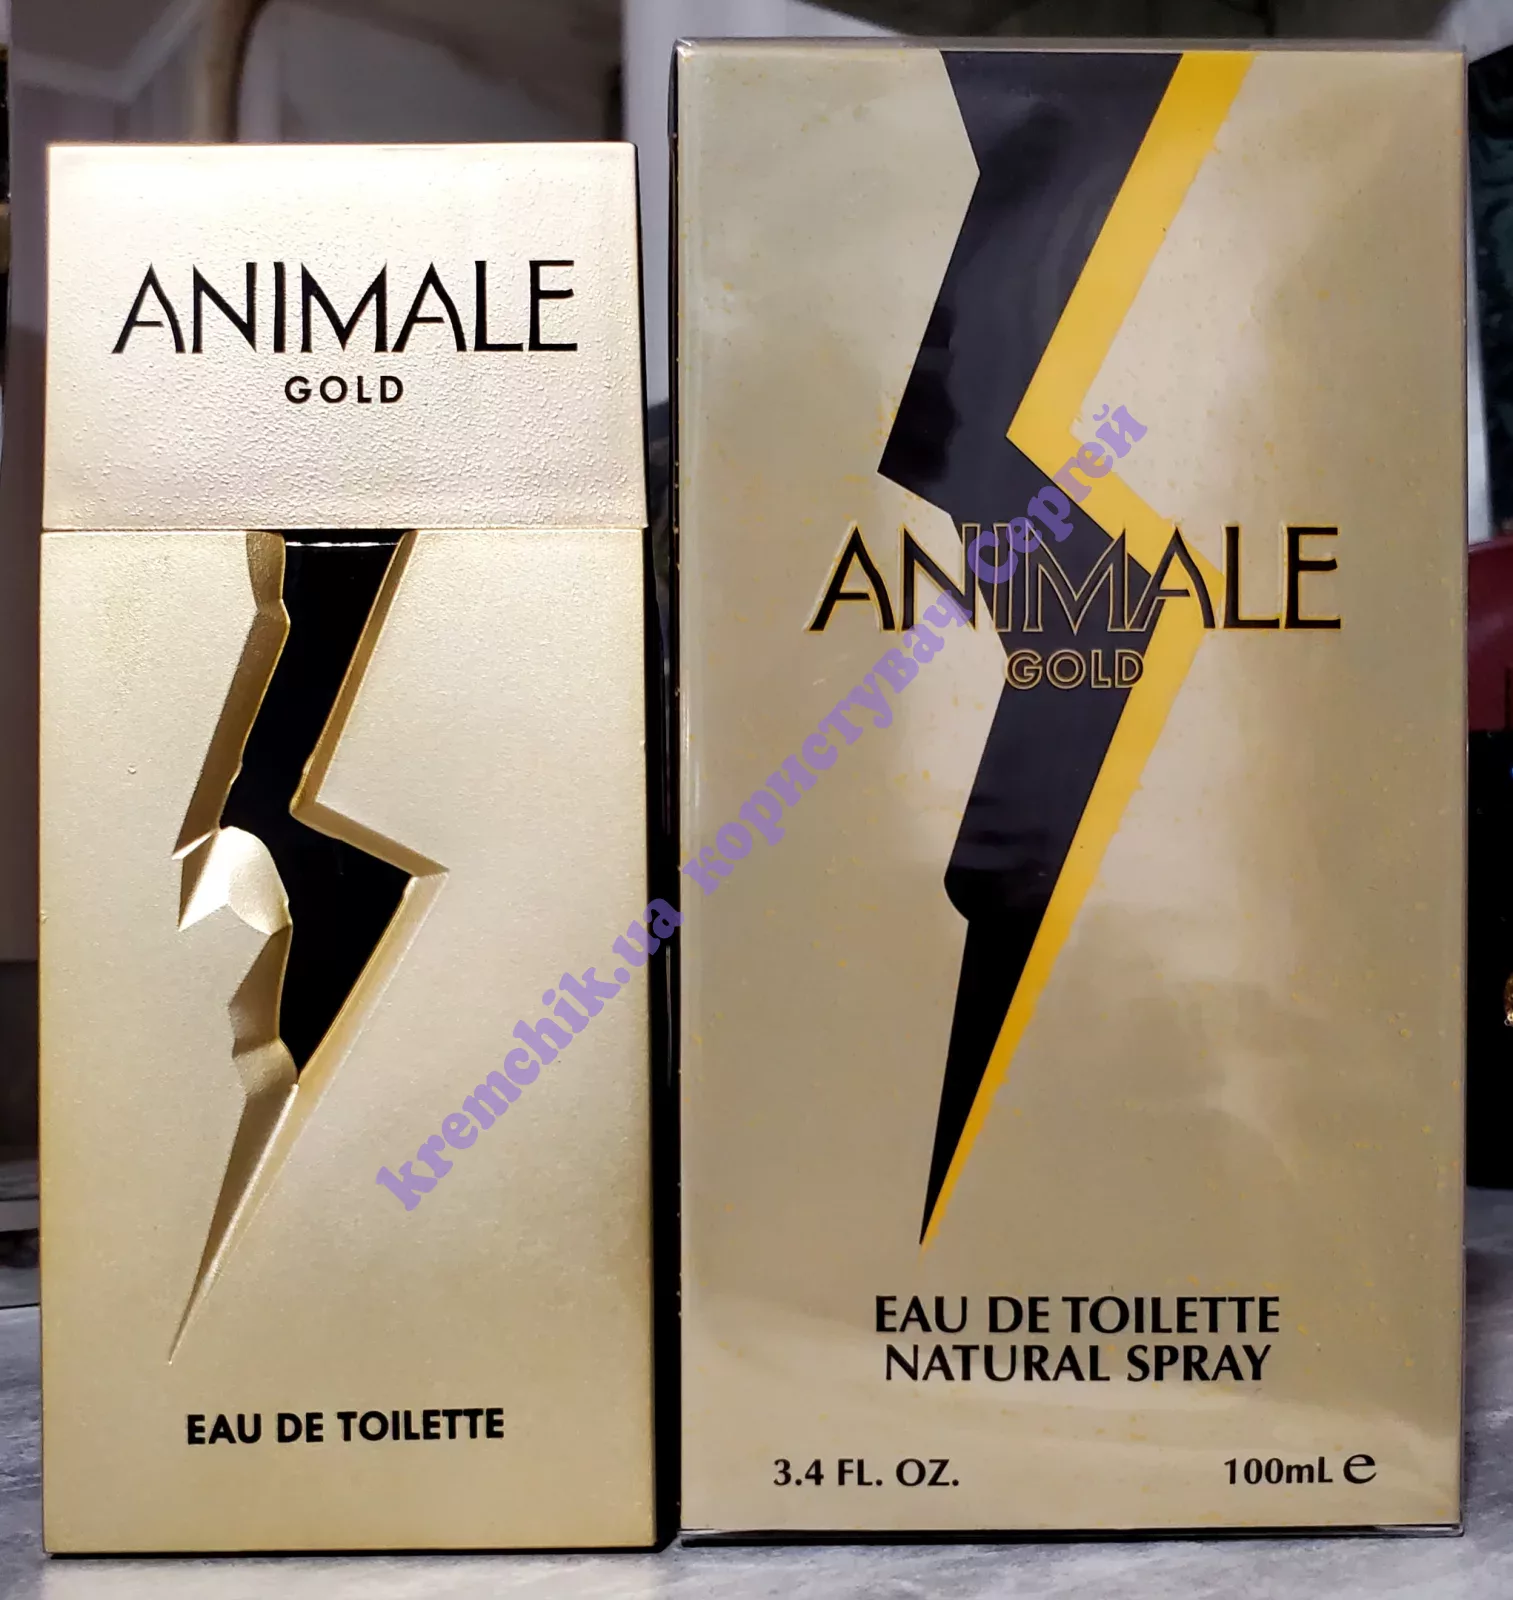 ANIMALE
GOLD
EAU DE TOILETTE
ANIMALE
GOLD
EAU DE TOILETTE
NATURAL SPRAY
3.4 FL. OZ.
100mL e
kremchik.ua користувач Сергей